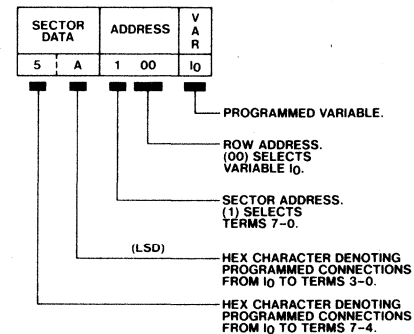 SECTOR DATA
ADDRESS
VAR
5 A 1 00 I0
PROGRAMMED VARIABLE.
ROW ADDRESS.
(00) SELECTS
VARIABLE I0.
SECTOR ADDRESS.
(1) SELECTS
TERMS 7-0.
(LSD)
HEX CHARACTER DENOTING
PROGRAMMED CONNECTIONS
FROM I0 TO TERMS 3-0.
HEX CHARACTER DENOTING
PROGRAMMED CONNECTIONS
FROM I0 TO TERMS 7-4.